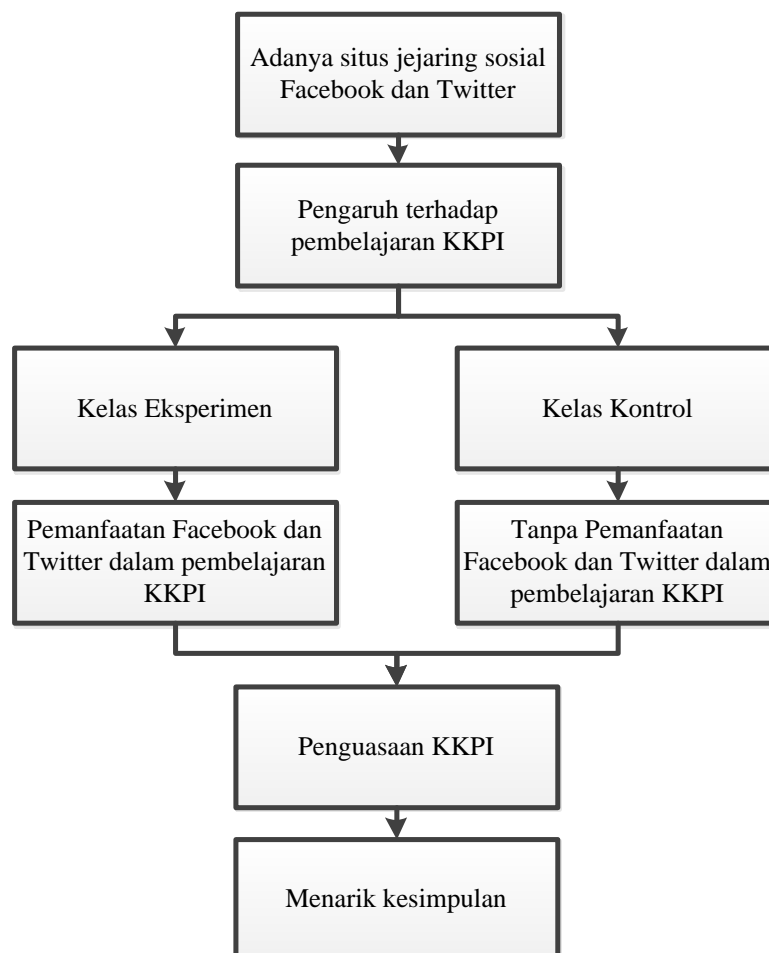 Adanya situs jejaring sosial
Facebook dan Twitter
Pengaruh terhadap
pembelajaran KKPI
Kelas Eksperimen
Kelas Kontrol
Pemanfaatan Facebook dan
Twitter dalam pembelajaran
KKPI
Tanpa Pemanfaatan
Facebook dan Twitter dalam
pembelajaran KKPI
Penguasaan KKPI
Menarik kesimpulan